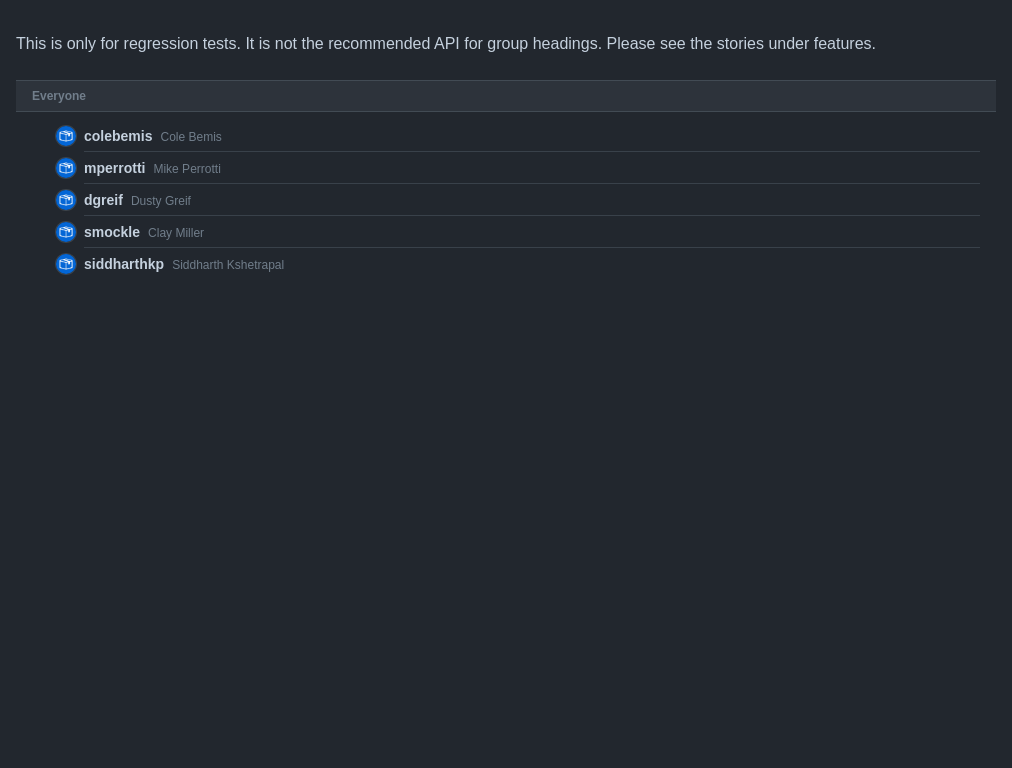 This is only for regression tests. It is not the recommended API for group headings. Please see the stories under features.
Everyone
colebemis Cole Bemis
mperrotti Mike Perrotti
dgreif Dusty Greif
smockle Clay Miller
siddharthkp Siddharth Kshetrapal